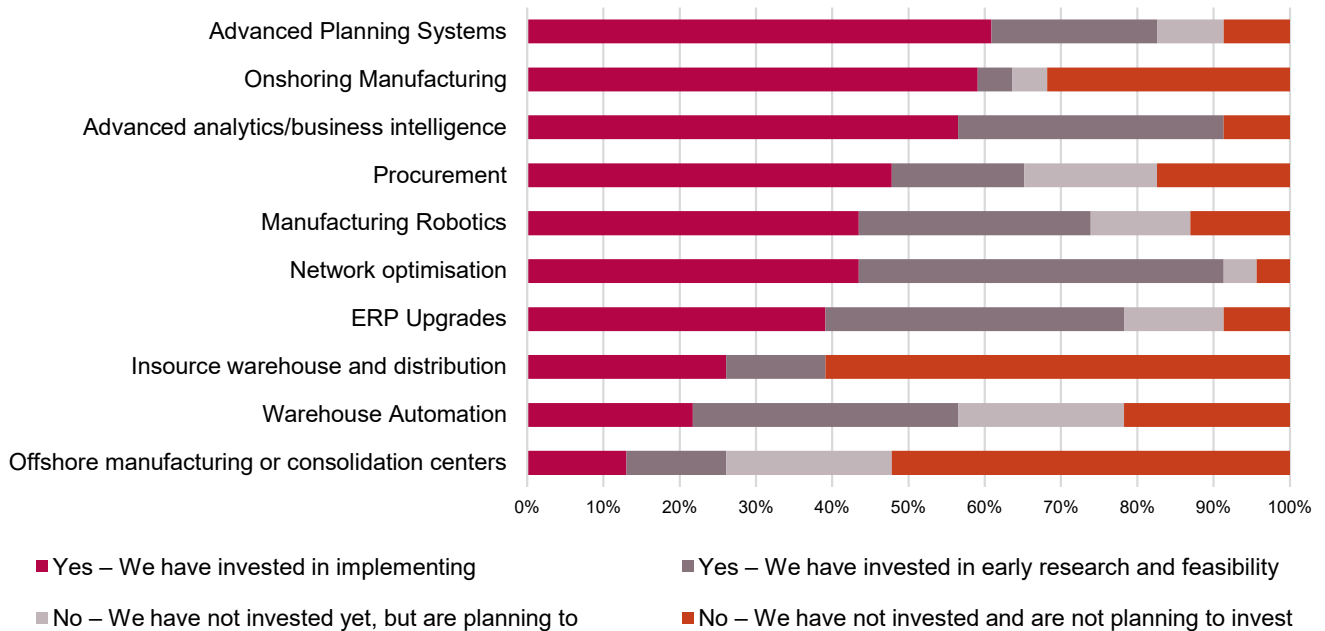 Advanced Planning Systems
Onshoring Manufacturing
Advanced analytics/business intelligence
Procurement
Manufacturing Robotics
Network optimisation
ERP Upgrades
Insource warehouse and distribution
Warehouse Automation
Offshore manufacturing or consolidation centers
0% 10% 20% 30% 40% 50% 60% 70% 80% 90% 100%
Yes – We have invested in implementing
Yes – We have invested in early research and feasibility
No – We have not invested yet, but are planning to
No – We have not invested and are not planning to invest